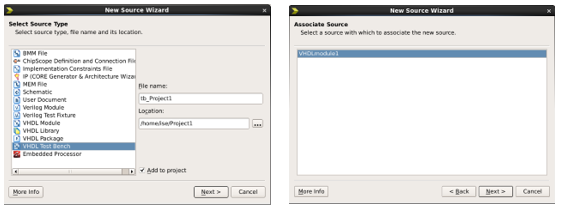 New Source Wizard
Select Source Type
Select source type, file name and its location.
BMM File
ChipScope Definition and Connection Fil
Implementation Constraints File
IP (CORE Generator & Architecture Wizar
MEM File
Schematic
User Document
Verilog Module
Verilog Test Fixture
VHDL Module
VHDL Library
VHDL Package
VHDL Test Bench
Embedded Processor
File name:
tb_Project1
Location:
/home/ise/Project1
...
Add to project
More Info
Next >
Cancel
New Source Wizard
Associate Source
Select a source with which to associate the new source.
VHDLmodule1
More Info
< Back
Next >
Cancel